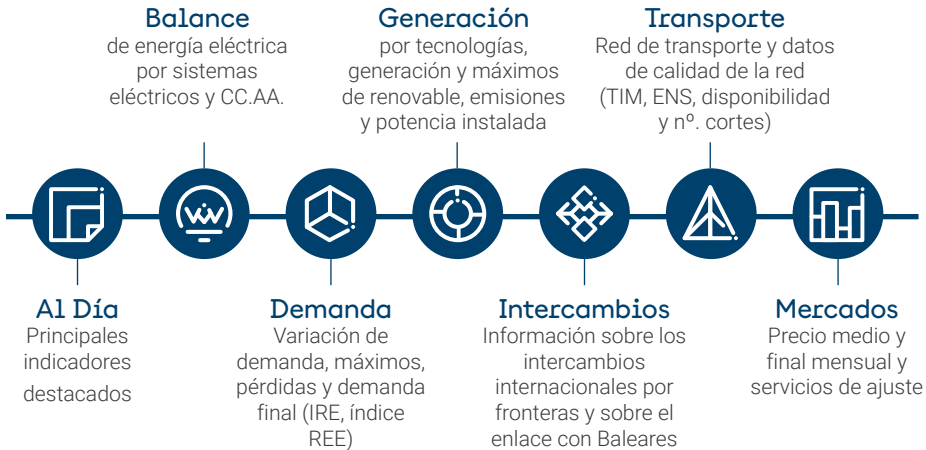 Balance
de energía eléctrica
por sistemas
eléctricos y CC.AA.
Generación
por tecnologías,
generación y máximos
de renovable, emisiones
y potencia instalada
Transporte
Red de transporte y datos
de calidad de la red
(TIM, ENS, disponibilidad
y nº. cortes)
Al Día
Principales
indicadores
destacados
Demanda
Variación de
demanda, máximos,
pérdidas y demanda
final (IRE, índice
REE)
Intercambios
Información sobre los
intercambios
internacionales por
fronteras y sobre el
enlace con Baleares
Mercados
Precio medio y
final mensual y
servicios de ajuste